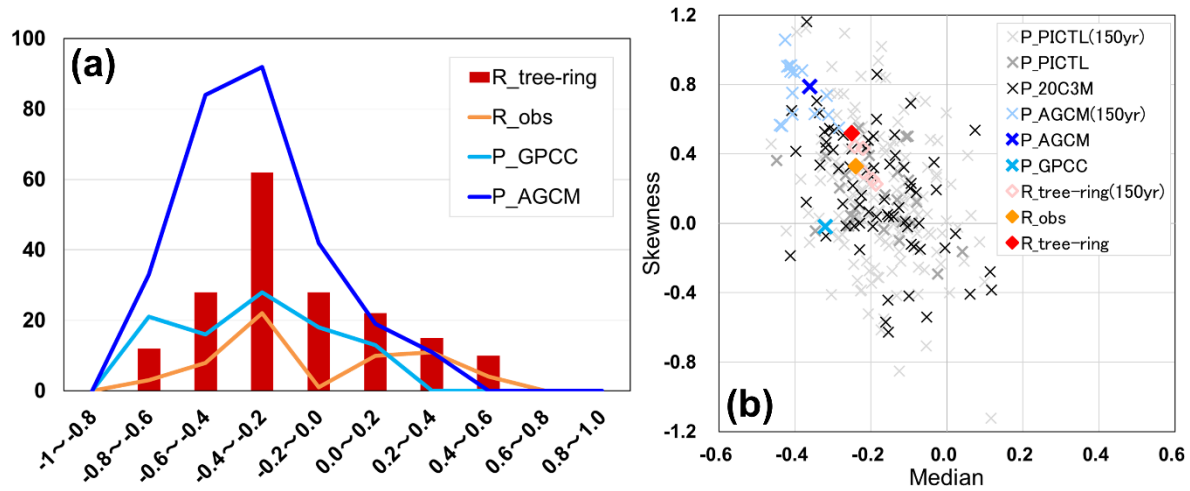 (a)
100
80
60
40
20
0
R_tree-ring
R_obs
P_GPCC
P_AGCM
-1～-0.8
-0.8～-0.6
-0.6～-0.4
-0.4～-0.2
-0.2～0.0
0.0～0.2
0.2～0.4
0.4～0.6
0.6～0.8
0.8～1.0
(b)
Skewness
1.2
0.8
0.4
0.0
-0.4
-0.8
-1.2
P_PICTL(150yr)
P_PICTL
P_20C3M
P_AGCM(150yr)
P_AGCM
P_GPCC
R_tree-ring(150yr)
R_obs
R_tree-ring
-0.6
-0.4
-0.2
0.0
0.2
0.4
0.6
Median